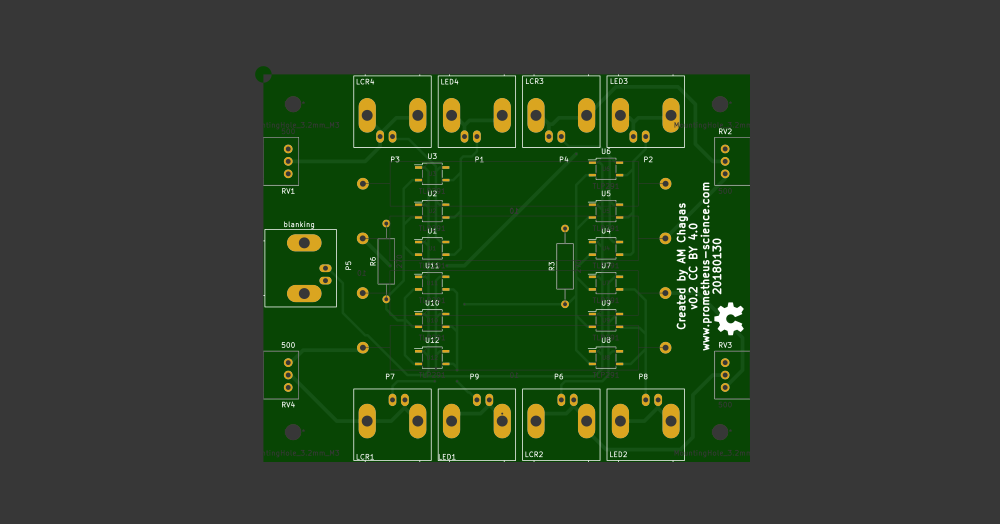 LCR4
LED4
LCR3
LED3
P3
P1
P4
P2
RV1
RV2
U3
U6
U2
U5
U1
U4
U11
U7
U10
U9
U12
U8
blanking
P5
R6
R3
Created by AM Chagas
v0.2 CC BY 4.0
www.prometheus-science.com
20180130
500
RV4
RV3
P7
P9
P6
P8
LCR1
LED1
LCR2
LED2